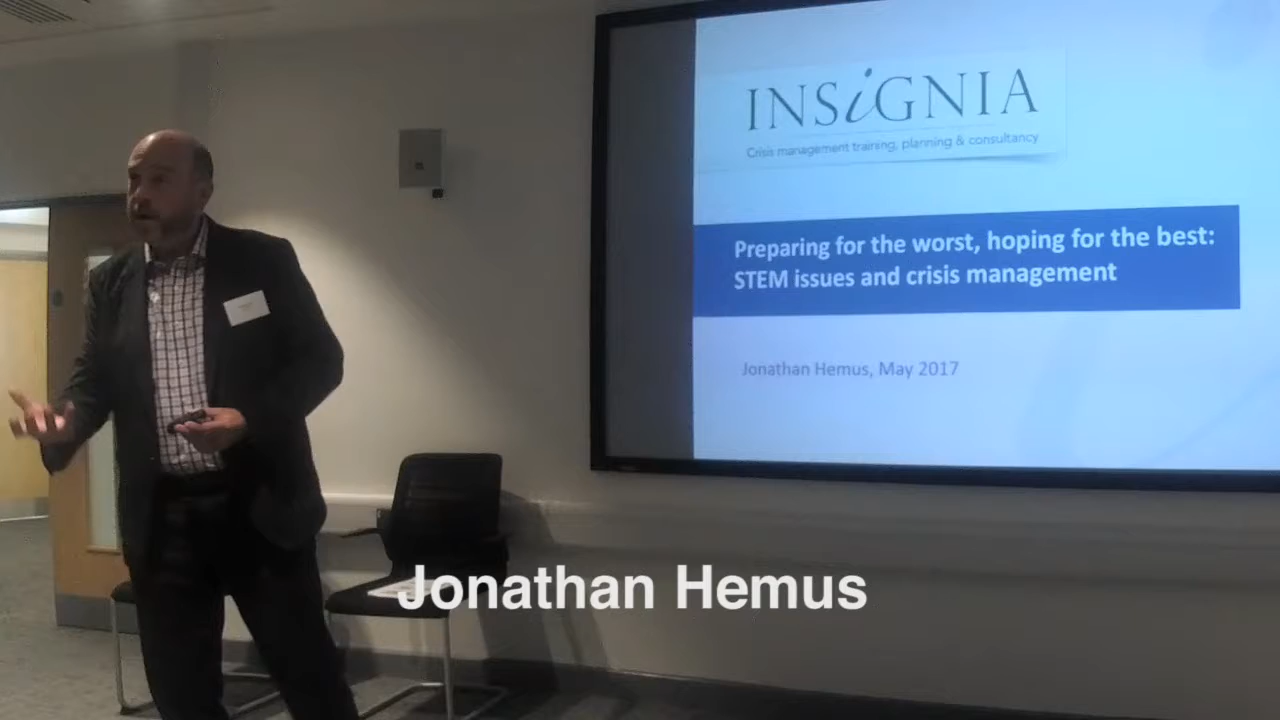 INSiGNIA
Crisis management training, planning & consultancy
Preparing for the worst, hoping for the best:
STEM issues and crisis management
Jonathan Hemus, May 2017
Jonathan Hemus